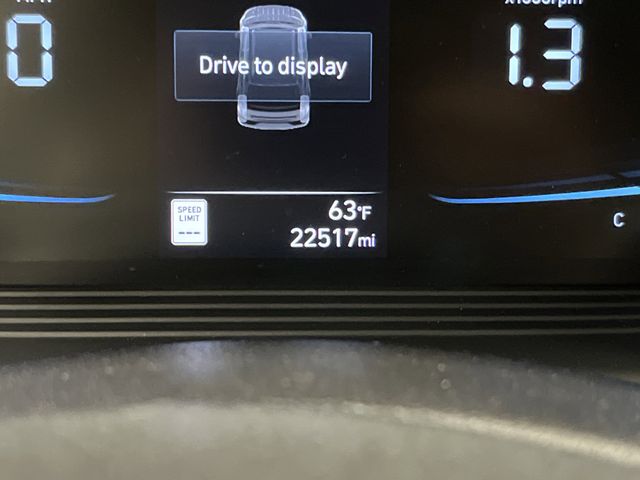 0
Drive to display
1.3
SPEED
LIMIT
---
63°F
22517mi
C